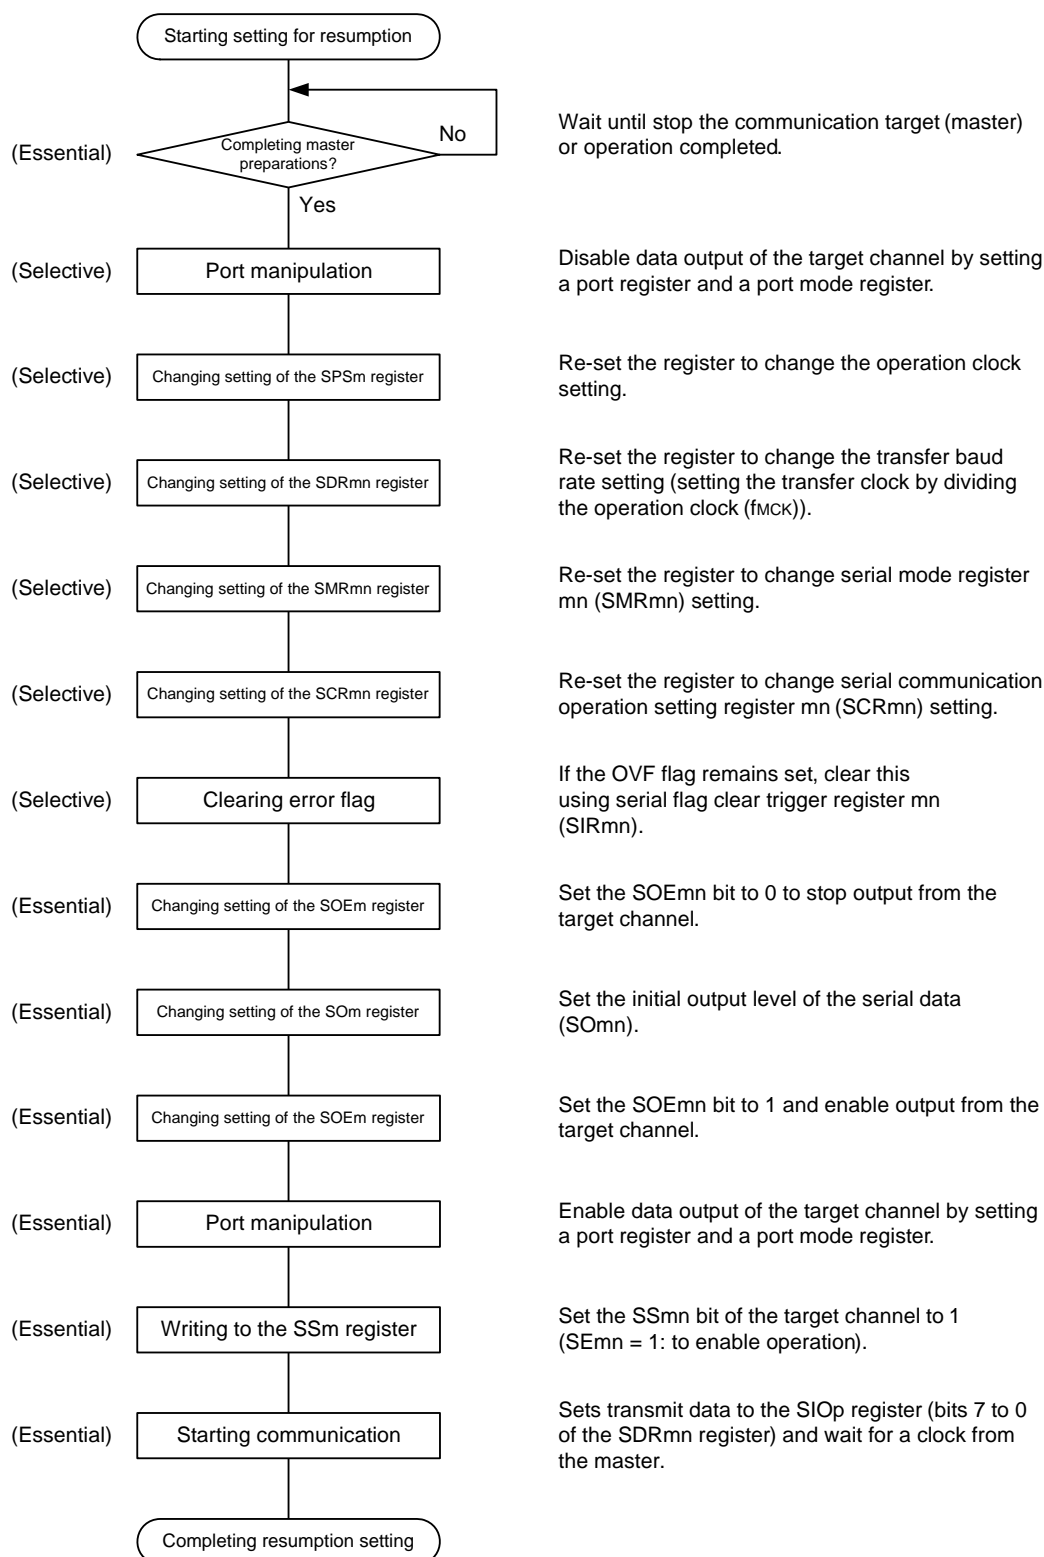 Starting setting for resumption
(Essential)
Completing master
preparations?
No
Yes
Wait until stop the communication target (master)
or operation completed.
(Selective)
Port manipulation
Disable data output of the target channel by setting
a port register and a port mode register.
(Selective)
Changing setting of the SPSm register
Re-set the register to change the operation clock
setting.
(Selective)
Changing setting of the SDRmn register
Re-set the register to change the transfer baud
rate setting (setting the transfer clock by dividing
the operation clock (fMCK)).
(Selective)
Changing setting of the SMRmn register
Re-set the register to change serial mode register
mn (SMRmn) setting.
(Selective)
Changing setting of the SCRmn register
Re-set the register to change serial communication
operation setting register mn (SCRmn) setting.
(Selective)
Clearing error flag
If the OVF flag remains set, clear this
using serial flag clear trigger register mn
(SIRmn).
(Essential)
Changing setting of the SOEm register
Set the SOEmn bit to 0 to stop output from the
target channel.
(Essential)
Changing setting of the SOm register
Set the initial output level of the serial data
(SOmn).
(Essential)
Changing setting of the SOEm register
Set the SOEmn bit to 1 and enable output from the
target channel.
(Essential)
Port manipulation
Enable data output of the target channel by setting
a port register and a port mode register.
(Essential)
Writing to the SSm register
Set the SSmn bit of the target channel to 1
(SEmn = 1: to enable operation).
(Essential)
Starting communication
Sets transmit data to the SIOp register (bits 7 to 0
of the SDRmn register) and wait for a clock from
the master.
Completing resumption setting